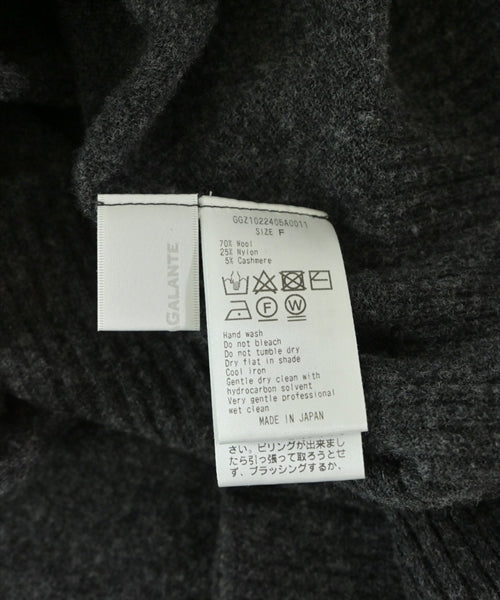 GALANTE
GGZ102240BA0011
SIZE F
70% Wool
25% Nylon
5% Cashmere
F
W
Hand wash
Do not bleach
Do not tumble dry
Dry flat in shade
Cool iron
Gentle dry clean with
hydrocarbon solvent
Very gentle professional
wet clean
MADE IN JAPAN
さい。ピリングが出来まし
たら引っ張って取ろうとせ
ず、ブラッシングするか、